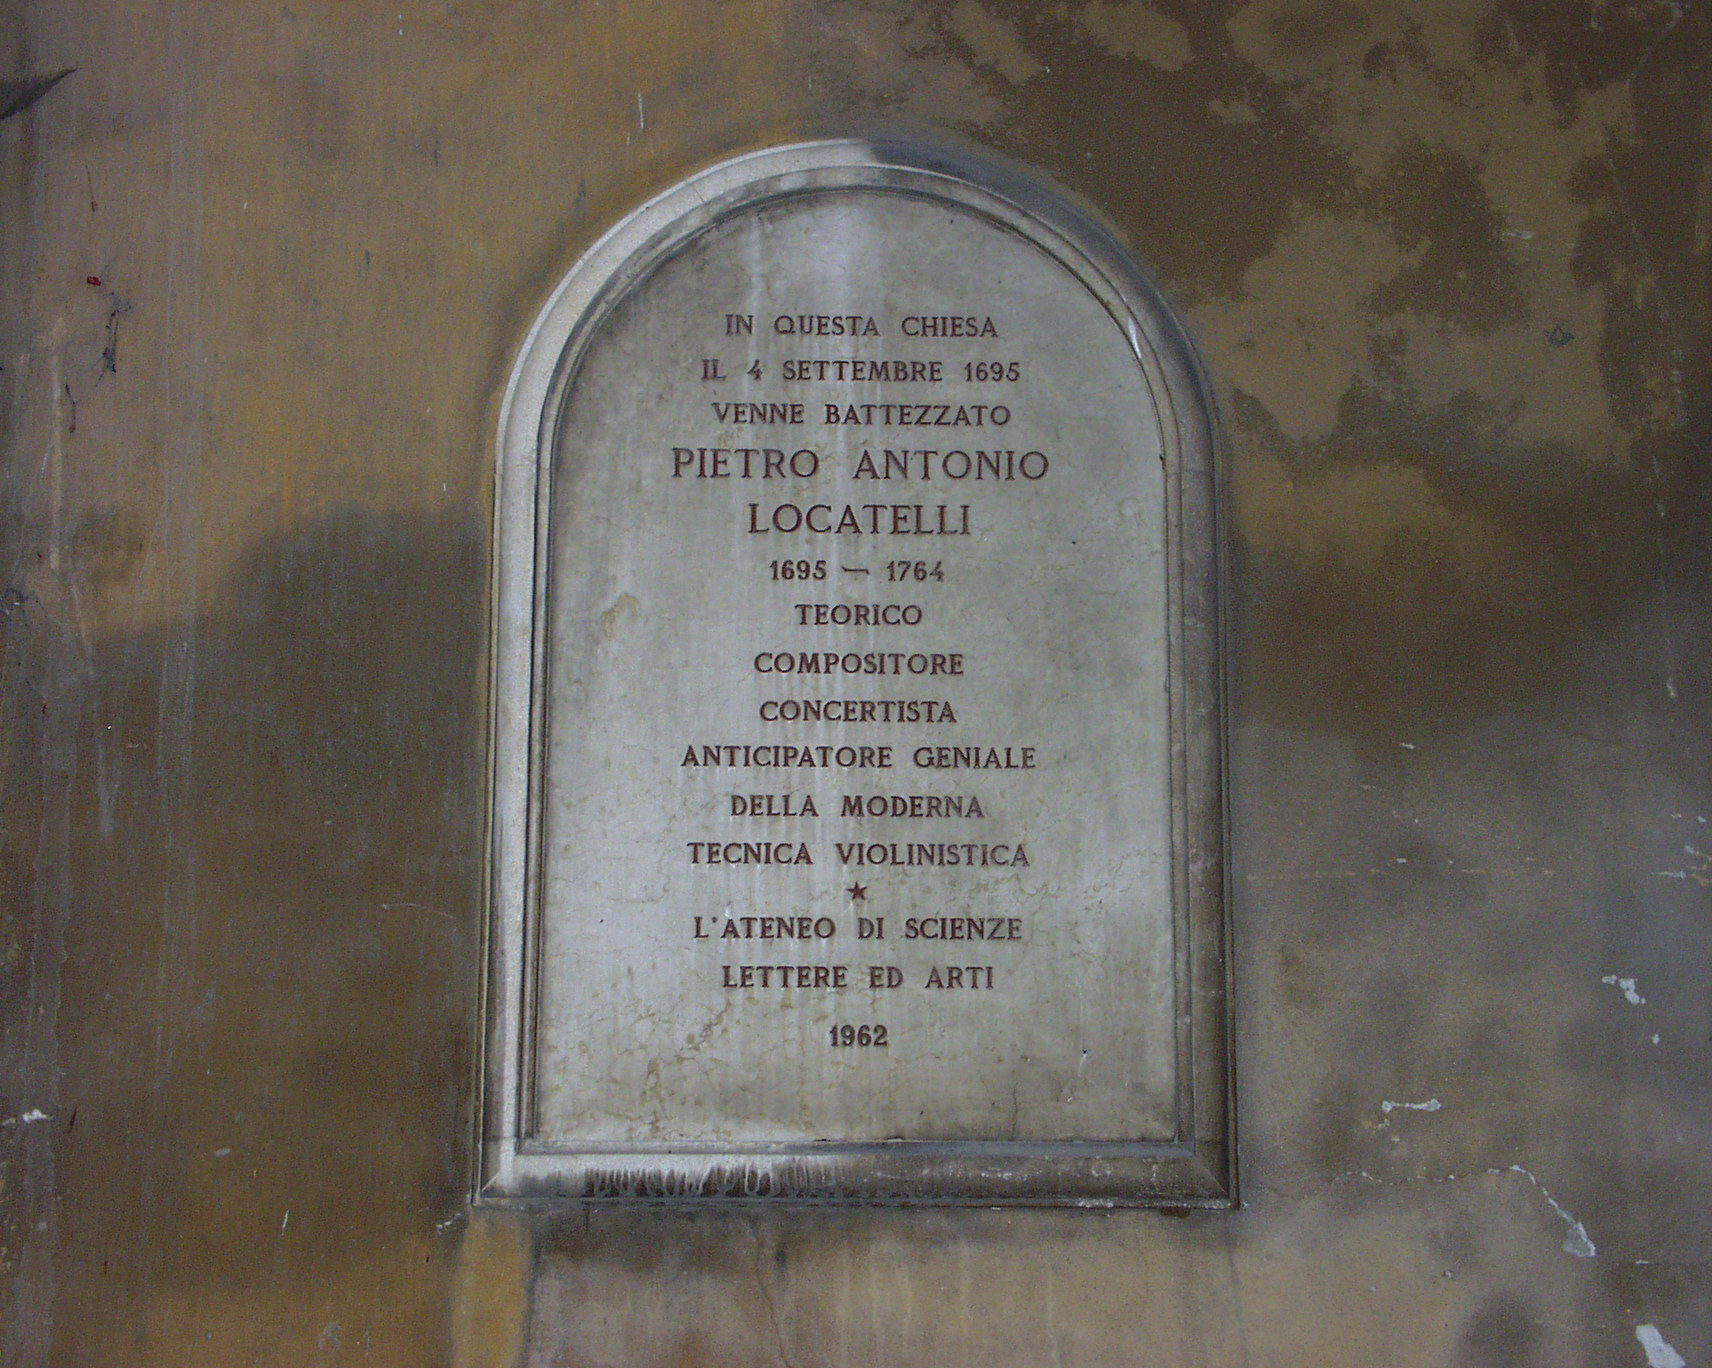 IN QUESTA CHIESA
IL 4 SETTEMBRE 1695
VENNE BATTEZZATO
PIETRO ANTONIO
LOCATELLI
1695 – 1764
TEORICO
COMPOSITORE
CONCERTISTA
ANTICIPATORE GENIALE
DELLA MODERNA
TECNICA VIOLINISTICA
★
L'ATENEO DI SCIENZE
LETTERE ED ARTI
1962